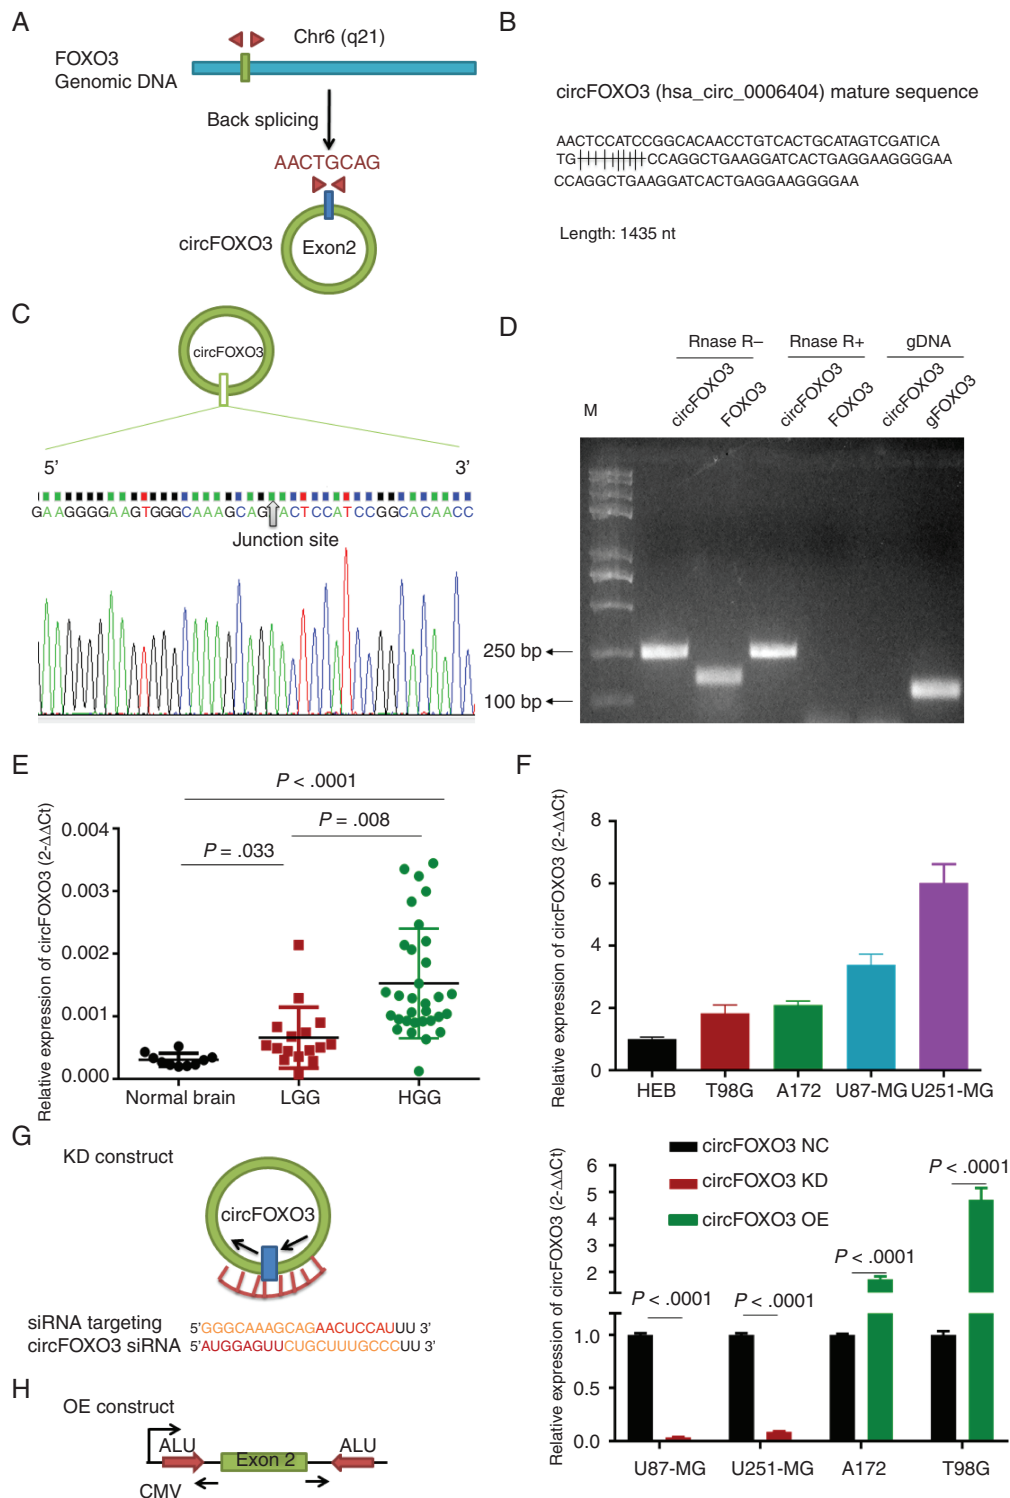 A
Chr6 (q21)
FOXO3
Genomic DNA
Back splicing
AACTGCAG
circFOXO3
Exon2
B
circFOXO3 (hsa_circ_0006404) mature sequence
AACTCCATCCGGCACAACCTGTCACTGCATAGTCGATICA
TG CCAGGCTGAAGGATCACTGAGGAAGGGGAA
CCAGGCTGAAGGATCACTGAGGAAGGGGAA
Length: 1435 nt
C
circFOXO3
5’ 3’
GAAGGGGAAGTGGGCAAAGCAG ACTCCATCCGGCACAACC
Junction site
D
Rnase R– Rnase R+ gDNA
M circFOXO3 FOXO3 circFOXO3 FOXO3 circFOXO3 gFOXO3
250 bp
100 bp
E
Relative expression of circFOXO3 (2-ΔΔCt)
P < .0001
P = .008
P = .033
0.004
0.003
0.002
0.001
0.000
Normal brain LGG HGG
F
Relative expression of circFOXO3 (2-ΔΔCt)
8
6
4
2
0
HEB T98G A172 U87-MG U251-MG
G
KD construct
circFOXO3
siRNA targeting 5’GGGCAAAGCAGAACUCCAUUU 3’
circFOXO3 siRNA 5’AUGGAGUUCUGCUUUGCCCUU 3’
Relative expression of circFOXO3 (2-ΔΔCt)
circFOXO3 NC
circFOXO3 KD
circFOXO3 OE
P < .0001
P < .0001
P < .0001
P < .0001
6
5
4
3
2
1.0
0.5
0.0
U87-MG U251-MG A172 T98G
H
OE construct
ALU Exon 2 ALU
CMV